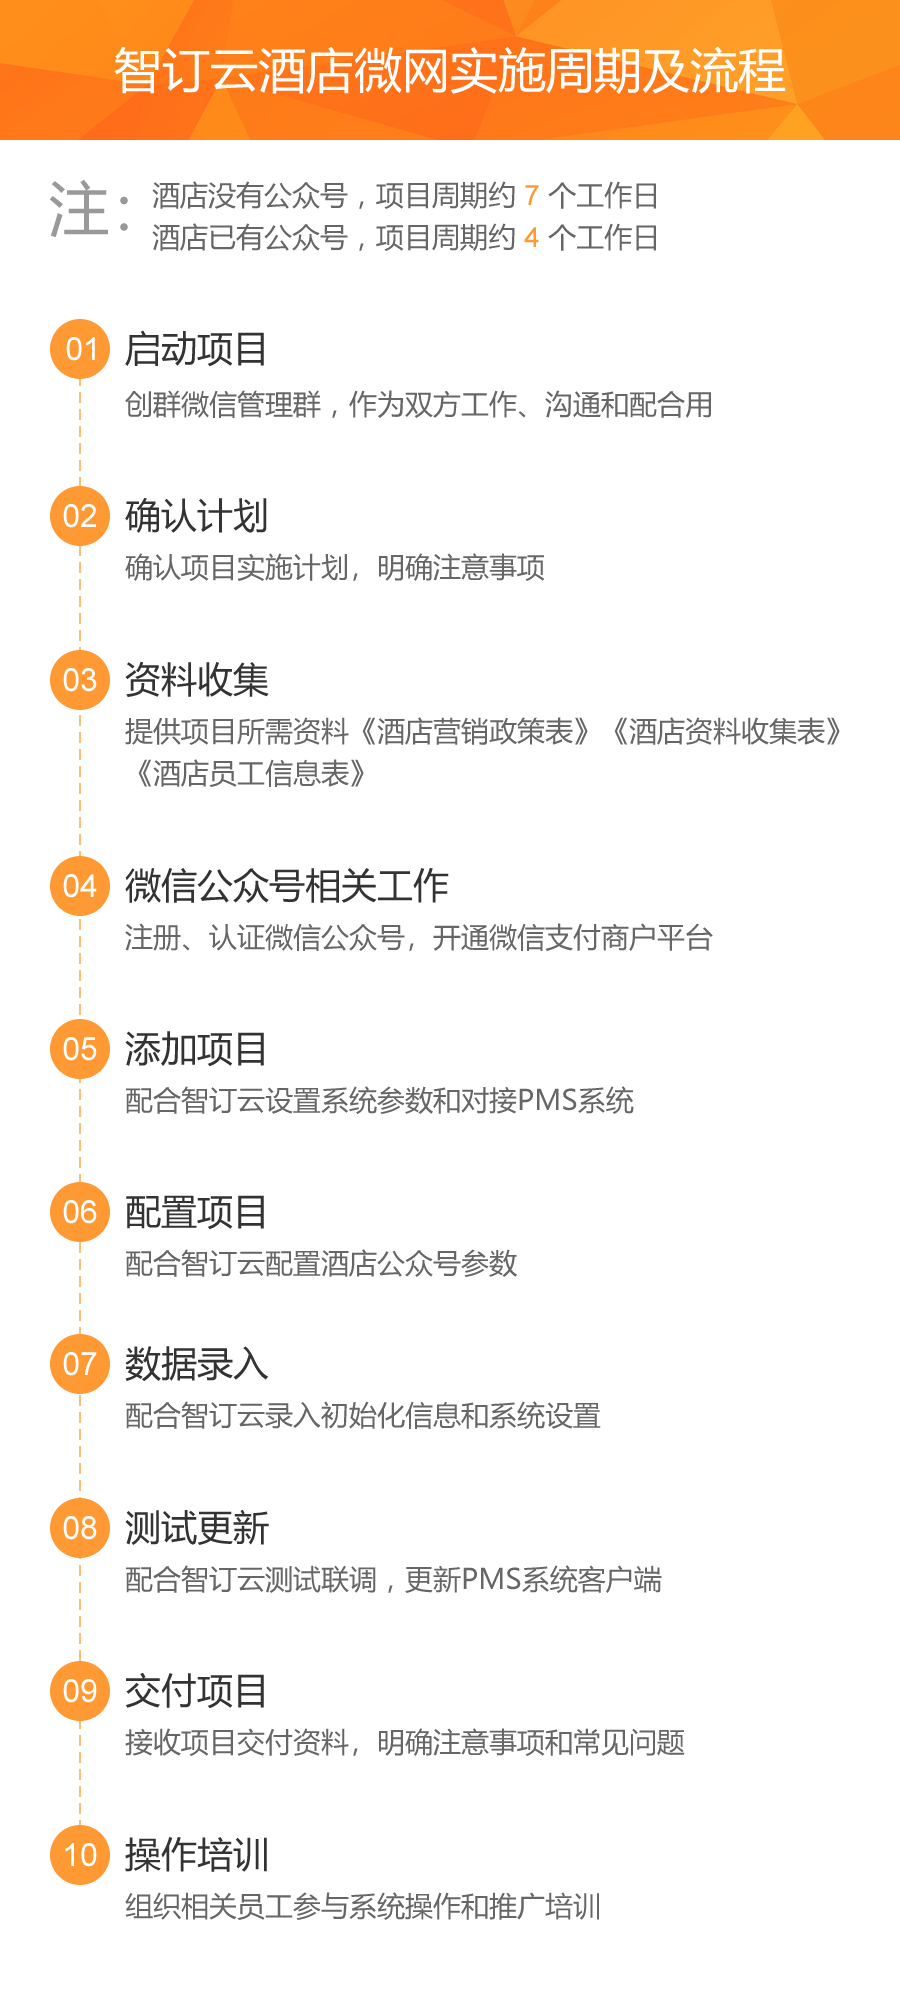 智订云酒店微网实施周期及流程
注：
酒店没有公众号，项目周期约 7 个工作日
酒店已有公众号，项目周期约 4 个工作日
01 启动项目
创群微信管理群，作为双方工作、沟通和配合用
02 确认计划
确认项目实施计划，明确注意事项
03 资料收集
提供项目所需资料《酒店营销政策表》《酒店资料收集表》
《酒店员工信息表》
04 微信公众号相关工作
注册、认证微信公众号，开通微信支付商户平台
05 添加项目
配合智订云设置系统参数和对接PMS系统
06 配置项目
配合智订云配置酒店公众号参数
07 数据录入
配合智订云录入初始化信息和系统设置
08 测试更新
配合智订云测试联调，更新PMS系统客户端
09 交付项目
接收项目交付资料，明确注意事项和常见问题
10 操作培训
组织相关员工参与系统操作和推广培训